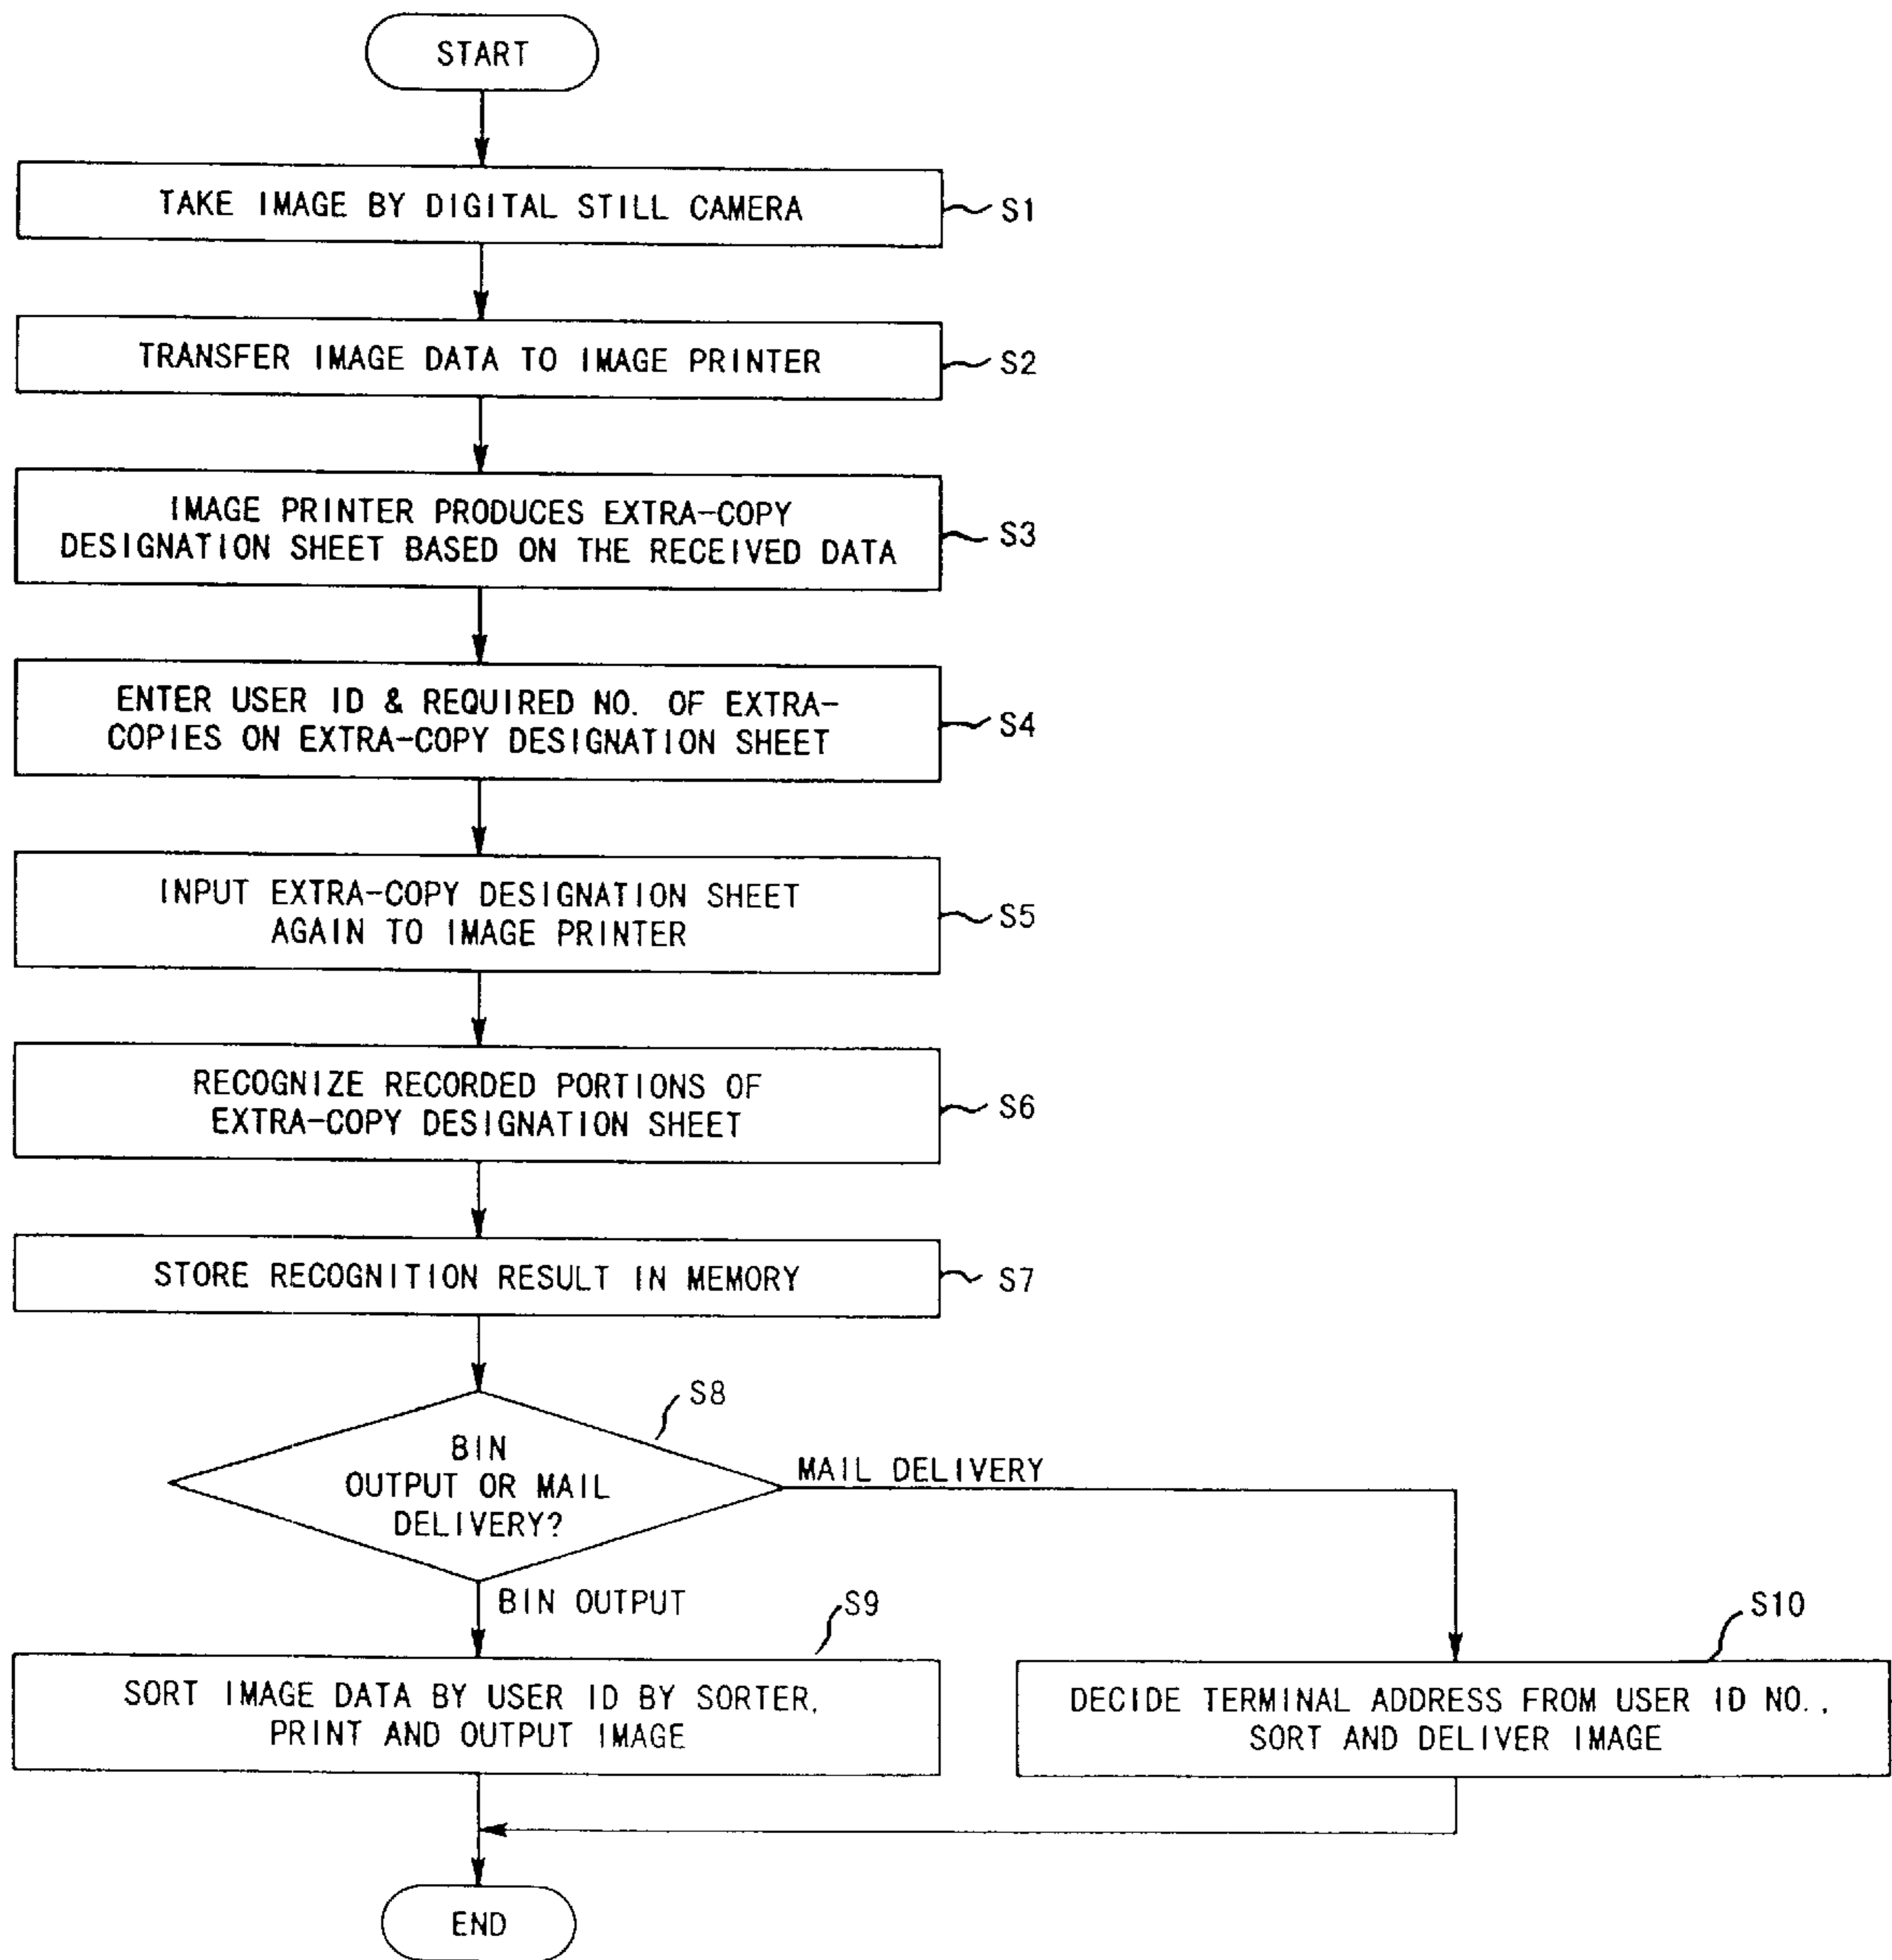 START
TAKE IMAGE BY DIGITAL STILL CAMERA
S1
TRANSFER IMAGE DATA TO IMAGE PRINTER
S2
IMAGE PRINTER PRODUCES EXTRA-COPY
DESIGNATION SHEET BASED ON THE RECEIVED DATA
S3
ENTER USER ID & REQUIRED NO. OF EXTRA-
COPIES ON EXTRA-COPY DESIGNATION SHEET
S4
INPUT EXTRA-COPY DESIGNATION SHEET
AGAIN TO IMAGE PRINTER
S5
RECOGNIZE RECORDED PORTIONS OF
EXTRA-COPY DESIGNATION SHEET
S6
STORE RECOGNITION RESULT IN MEMORY
S7
S8
BIN
OUTPUT OR MAIL
DELIVERY?
MAIL DELIVERY
BIN OUTPUT
S9
SORT IMAGE DATA BY USER ID BY SORTER,
PRINT AND OUTPUT IMAGE
S10
DECIDE TERMINAL ADDRESS FROM USER ID NO.,
SORT AND DELIVER IMAGE
END